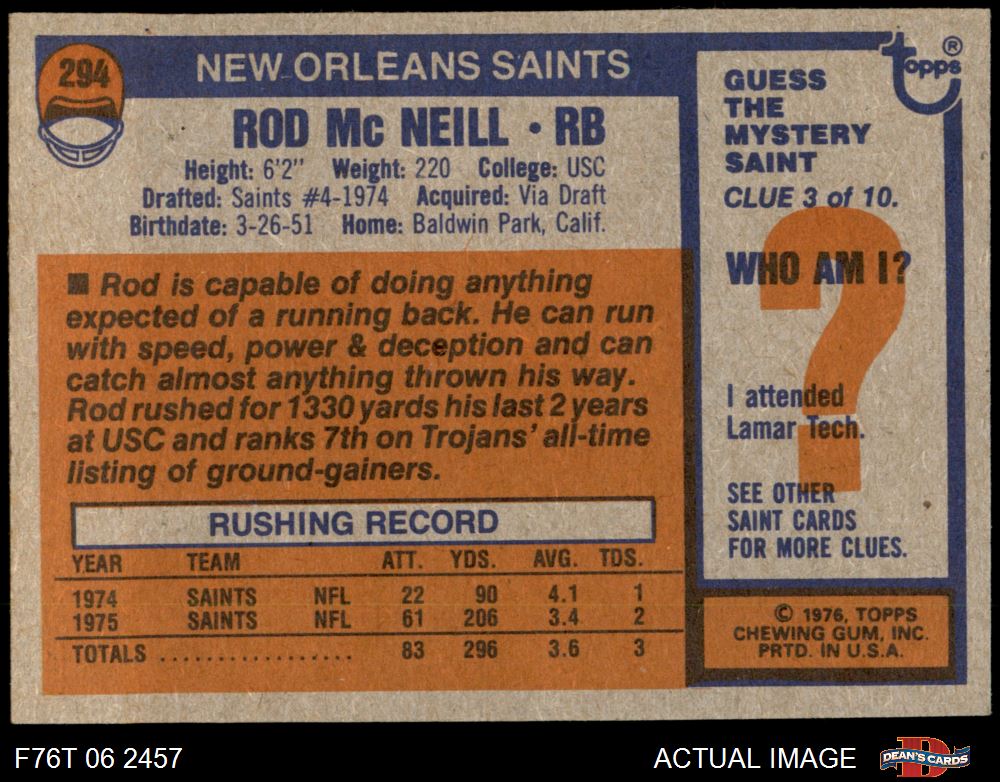 294
NEW ORLEANS SAINTS
ROD Mc NEILL • RB
Height: 6'2" Weight: 220 College: USC
Drafted: Saints #4-1974 Acquired: Via Draft
Birthdate: 3-26-51 Home: Baldwin Park, Calif.
■ Rod is capable of doing anything
expected of a running back. He can run
with speed, power & deception and can
catch almost anything thrown his way.
Rod rushed for 1330 yards his last 2 years
at USC and ranks 7th on Trojans' all-time
listing of ground-gainers.
RUSHING RECORD
YEAR TEAM ATT. YDS. AVG. TDS.
1974 SAINTS NFL 22 90 4.1 1
1975 SAINTS NFL 61 206 3.4 2
TOTALS .................. 83 296 3.6 3
topps ®
GUESS
THE
MYSTERY
SAINT
CLUE 3 of 10.
?
WHO AM I?
I attended
Lamar Tech.
SEE OTHER
SAINT CARDS
FOR MORE CLUES.
© 1976, TOPPS
CHEWING GUM, INC.
PRTD. IN U.S.A.
F76T 06 2457
ACTUAL IMAGE
D
DEAN'S CARDS